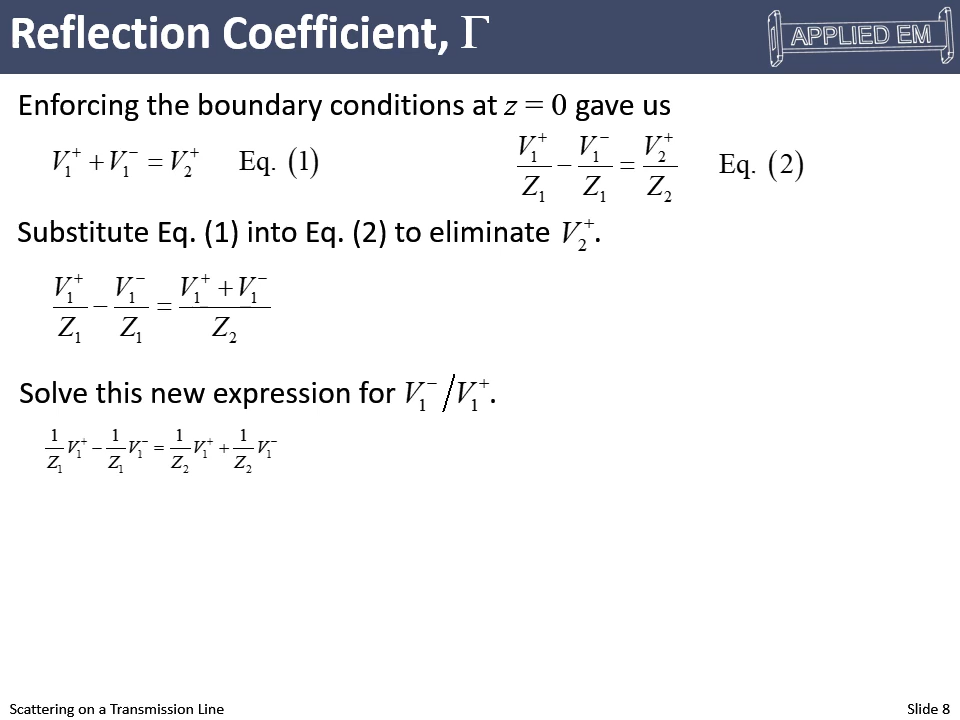 Reflection Coefficient, Γ
APPLIED EM
Enforcing the boundary conditions at z = 0 gave us
V₁⁺ + V₁⁻ = V₂⁺ Eq. (1) V₁⁺/Z₁ − V₁⁻/Z₁ = V₂⁺/Z₂ Eq. (2)
Substitute Eq. (1) into Eq. (2) to eliminate V₂⁺.
V₁⁺/Z₁ − V₁⁻/Z₁ = (V₁⁺ + V₁⁻)/Z₂
Solve this new expression for V₁⁻/V₁⁺.
1/Z₁ V₁⁺ − 1/Z₁ V₁⁻ = 1/Z₂ V₁⁺ + 1/Z₂ V₁⁻
Scattering on a Transmission Line Slide 8